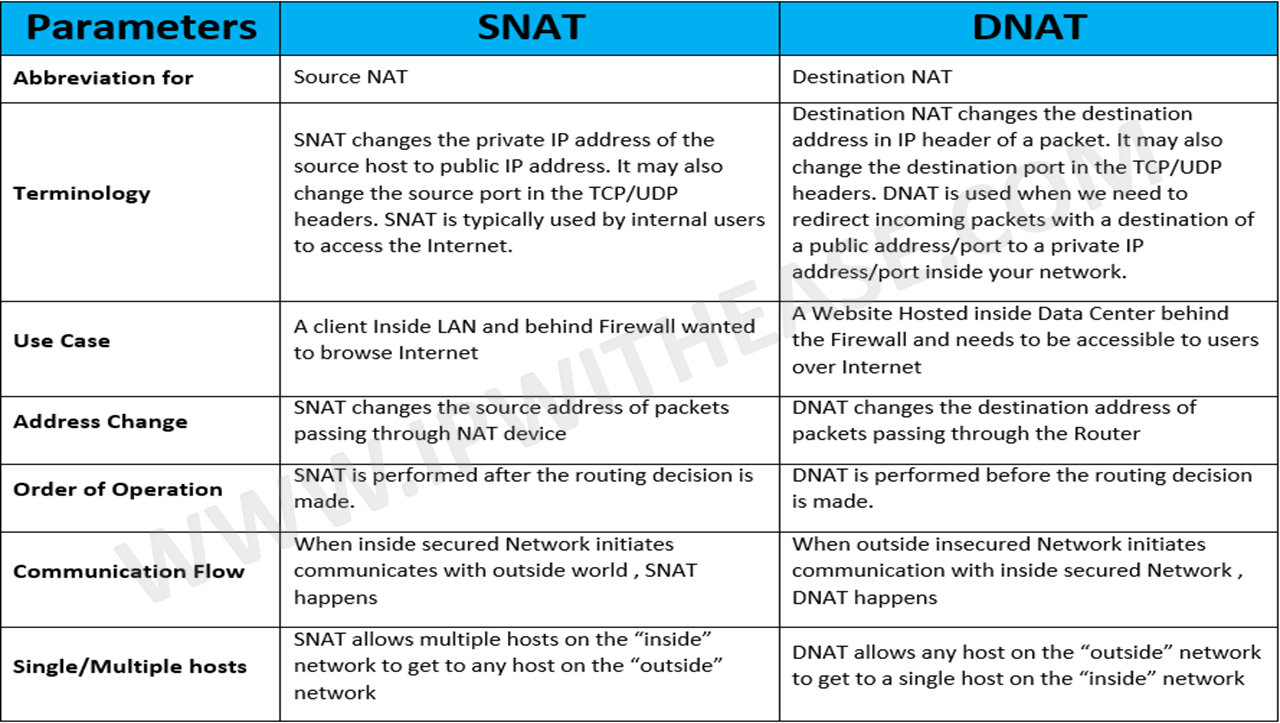 Parameters SNAT DNAT
Abbreviation for Source NAT Destination NAT
Terminology
SNAT changes the private IP address of the
source host to public IP address. It may also
change the source port in the TCP/UDP
headers. SNAT is typically used by internal users
to access the Internet.
Destination NAT changes the destination
address in IP header of a packet. It may also
change the destination port in the TCP/UDP
headers. DNAT is used when we need to
redirect incoming packets with a destination of
a public address/port to a private IP
address/port inside your network.
Use Case
A client Inside LAN and behind Firewall wanted
to browse Internet
A Website Hosted inside Data Center behind
the Firewall and needs to be accessible to users
over Internet
Address Change
SNAT changes the source address of packets
passing through NAT device
DNAT changes the destination address of
packets passing through the Router
Order of Operation
SNAT is performed after the routing decision is
made.
DNAT is performed before the routing decision
is made.
Communication Flow
When inside secured Network initiates
communicates with outside world , SNAT
happens
When outside insecured Network initiates
communication with inside secured Network ,
DNAT happens
Single/Multiple hosts
SNAT allows multiple hosts on the “inside”
network to get to any host on the “outside”
network
DNAT allows any host on the “outside” network
to get to a single host on the “inside” network
WWW.IPWITHEASE.COM